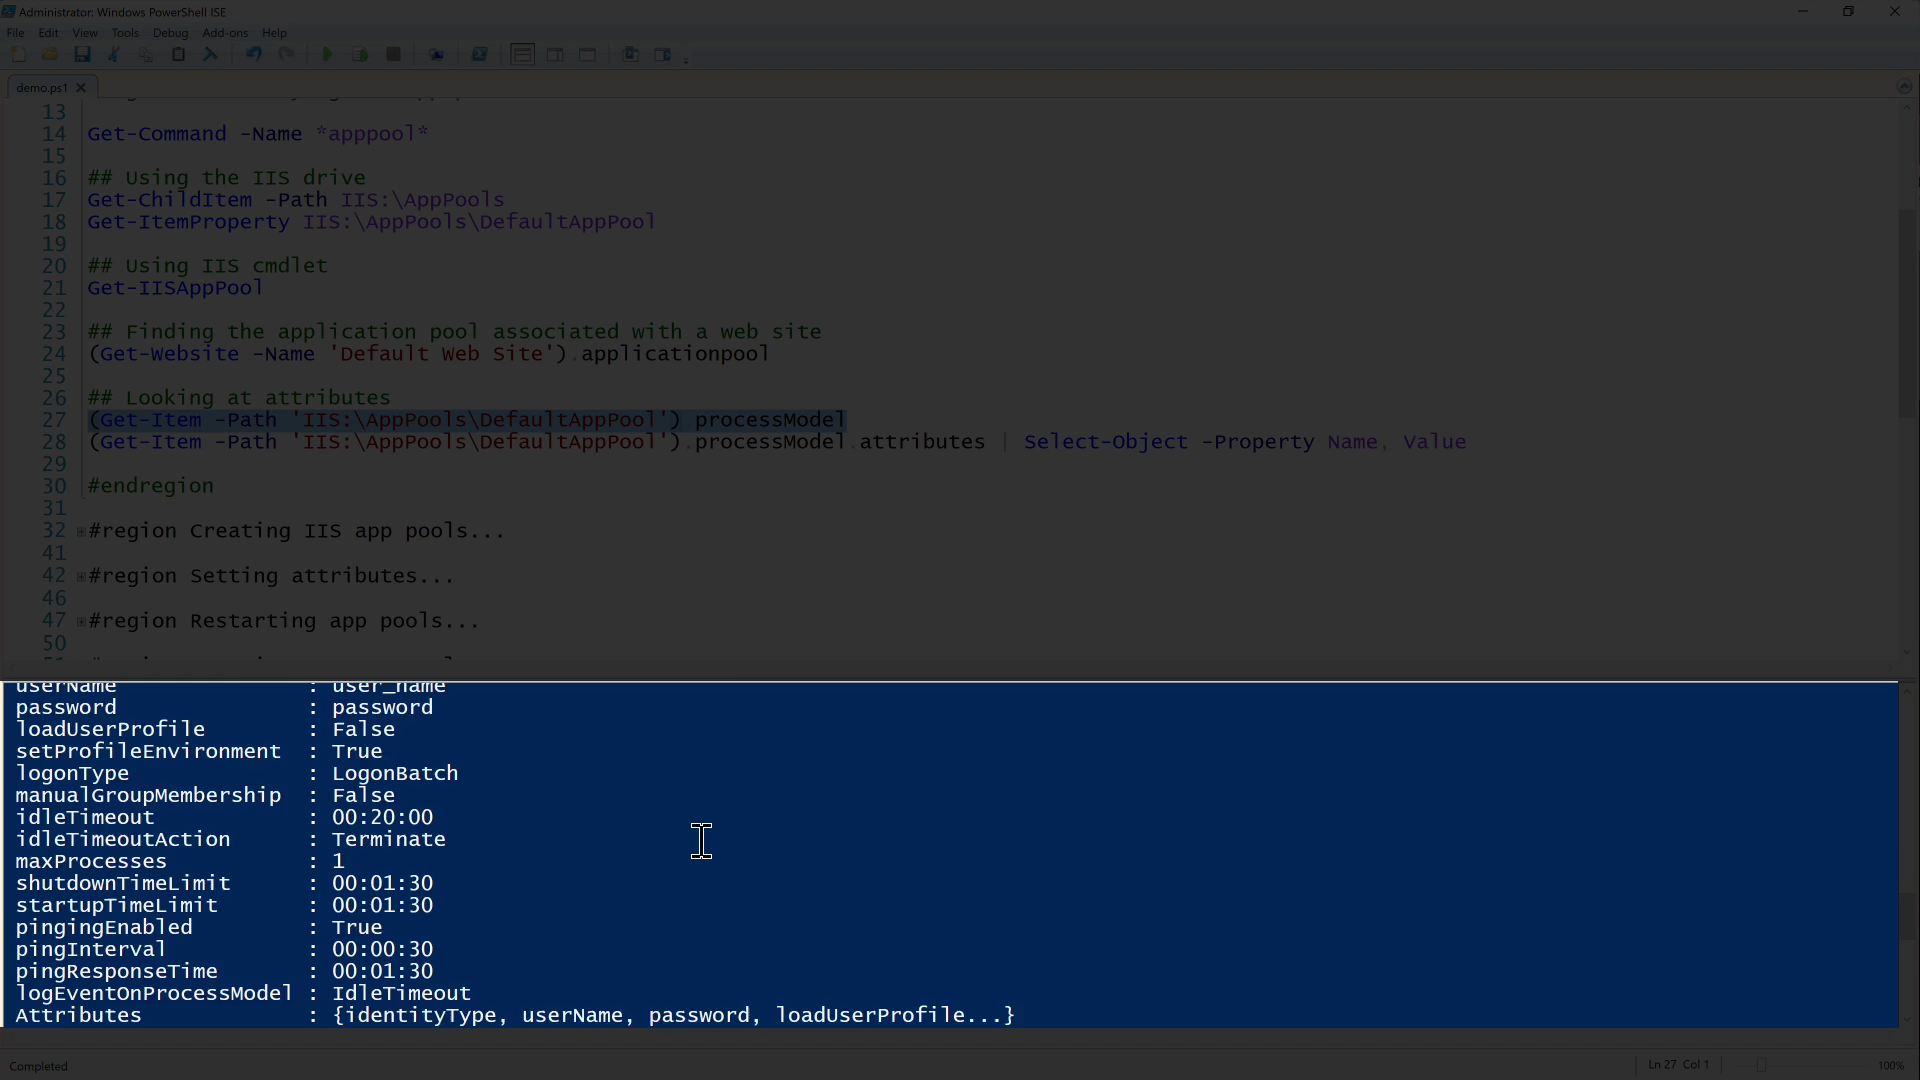 Administrator: Windows PowerShell ISE
File Edit View Tools Debug Add-ons Help
demo.ps1
13
14 Get-Command -Name *apppool*
15
16 ## Using the IIS drive
17 Get-ChildItem -Path IIS:\AppPools
18 Get-ItemProperty IIS:\AppPools\DefaultAppPool
19
20 ## Using IIS cmdlet
21 Get-IISAppPool
22
23 ## Finding the application pool associated with a web site
24 (Get-Website -Name 'Default Web Site').applicationpool
25
26 ## Looking at attributes
27 (Get-Item -Path 'IIS:\AppPools\DefaultAppPool').processModel
28 (Get-Item -Path 'IIS:\AppPools\DefaultAppPool').processModel.attributes | Select-Object -Property Name, Value
29
30 #endregion
31
32 #region Creating IIS app pools...
41
42 #region Setting attributes...
46
47 #region Restarting app pools...
50
userName : user_name
password : password
loadUserProfile : False
setProfileEnvironment : True
logonType : LogonBatch
manualGroupMembership : False
idleTimeout : 00:20:00
idleTimeoutAction : Terminate
maxProcesses : 1
shutdownTimeLimit : 00:01:30
startupTimeLimit : 00:01:30
pingingEnabled : True
pingInterval : 00:00:30
pingResponseTime : 00:01:30
logEventOnProcessModel : IdleTimeout
Attributes : {identityType, userName, password, loadUserProfile...}
Completed
Ln 27 Col 1
100%